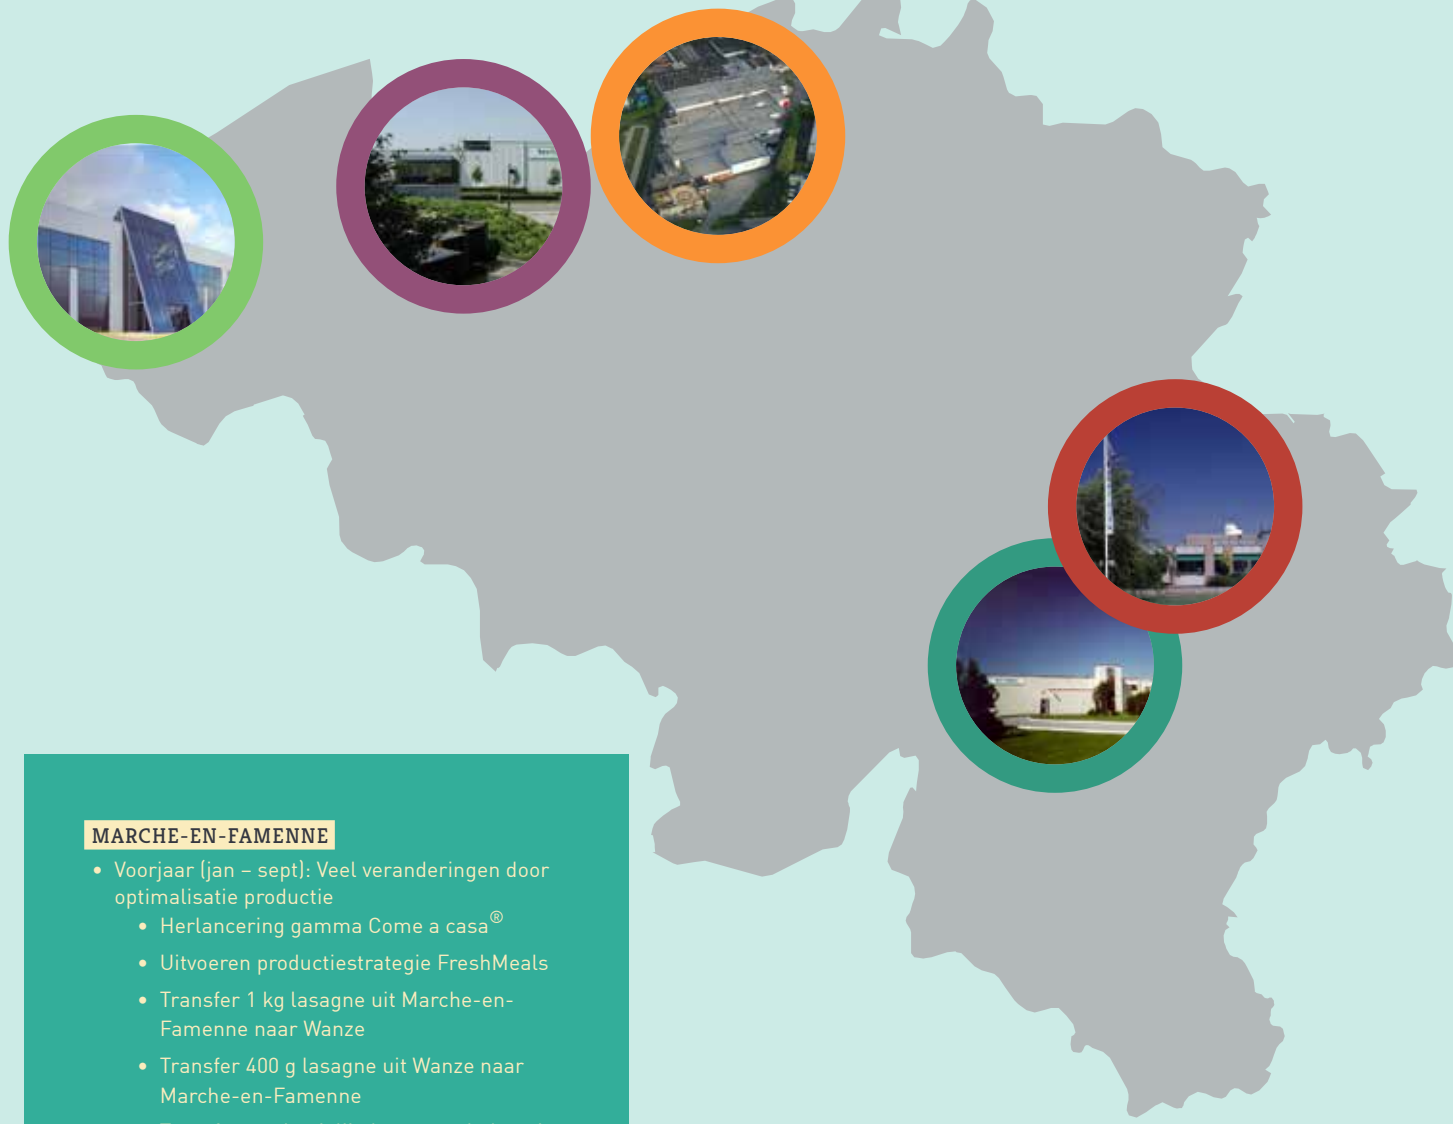 MARCHE-EN-FAMENNE
• Voorjaar (jan – sept): Veel veranderingen door
optimalisatie productie
• Herlancering gamma Come a casa®
• Uitvoeren productiestrategie FreshMeals
• Transfer 1 kg lasagne uit Marche-en-
Famenne naar Wanze
• Transfer 400 g lasagne uit Wanze naar
Marche-en-Famenne